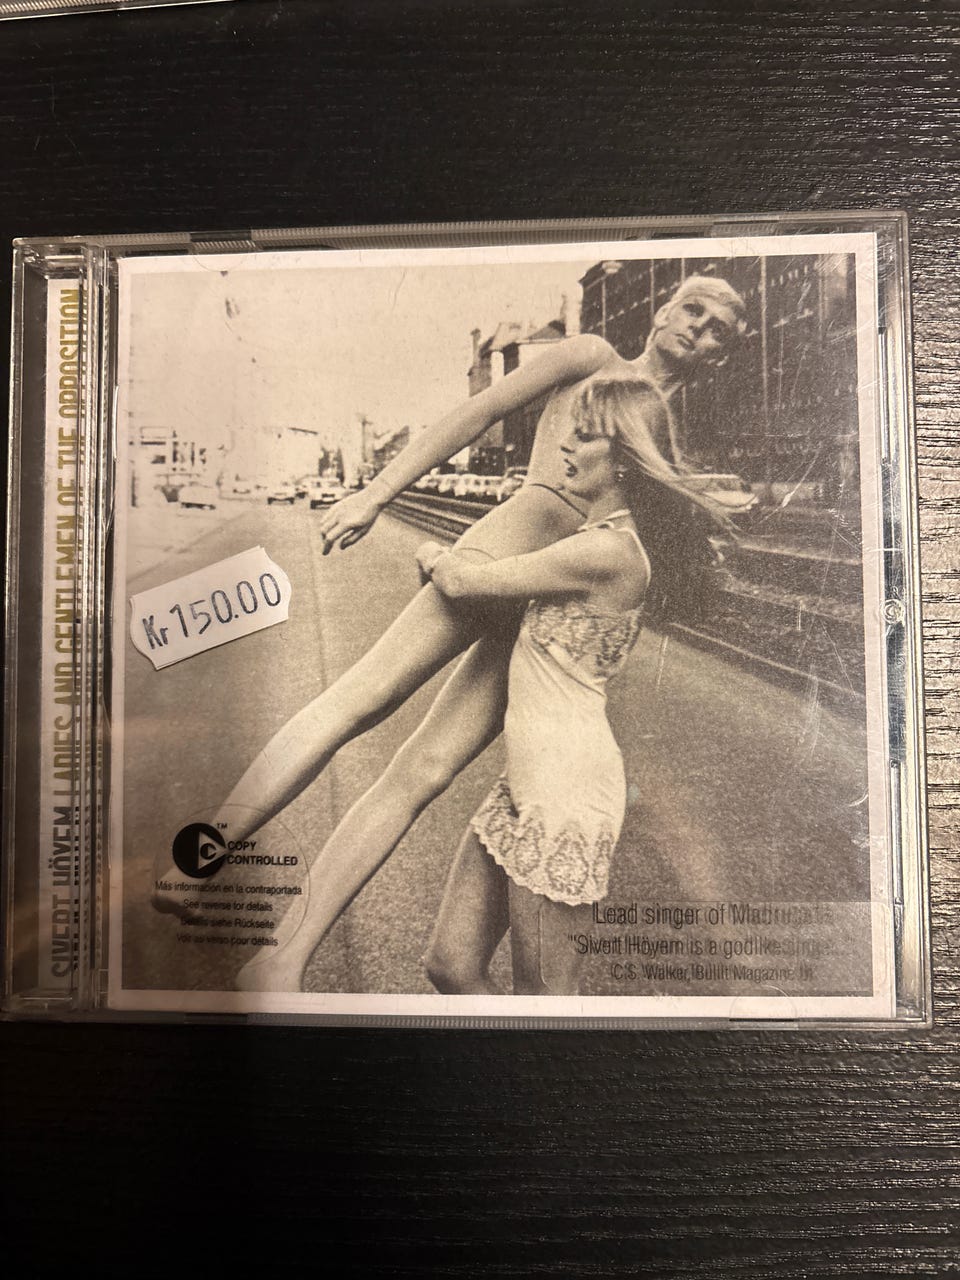 SIVERT HÖYEM LADIES AND GENTLEMEN OF THE OPPOSITION
Kr 150.00
™
C
COPY
CONTROLLED
Más información en la contraportada
See reverse for details
Details siehe Rückseite
Voir au verso pour détails
Lead singer of Madrugada
"Sivert Höyem is a godlike singer..."
(C.S. Walker, Bullit Magazine